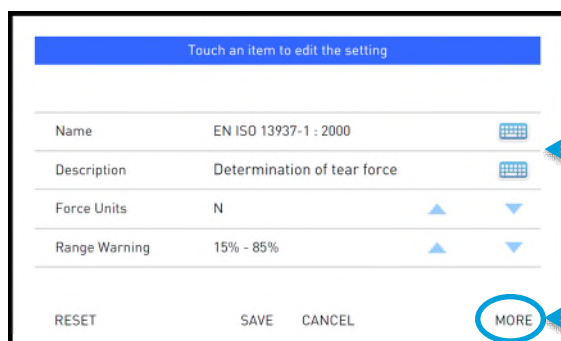 Touch an item to edit the setting
Name EN ISO 13937-1 : 2000
Description Determination of tear force
Force Units N
Range Warning 15% - 85%
RESET SAVE CANCEL MORE